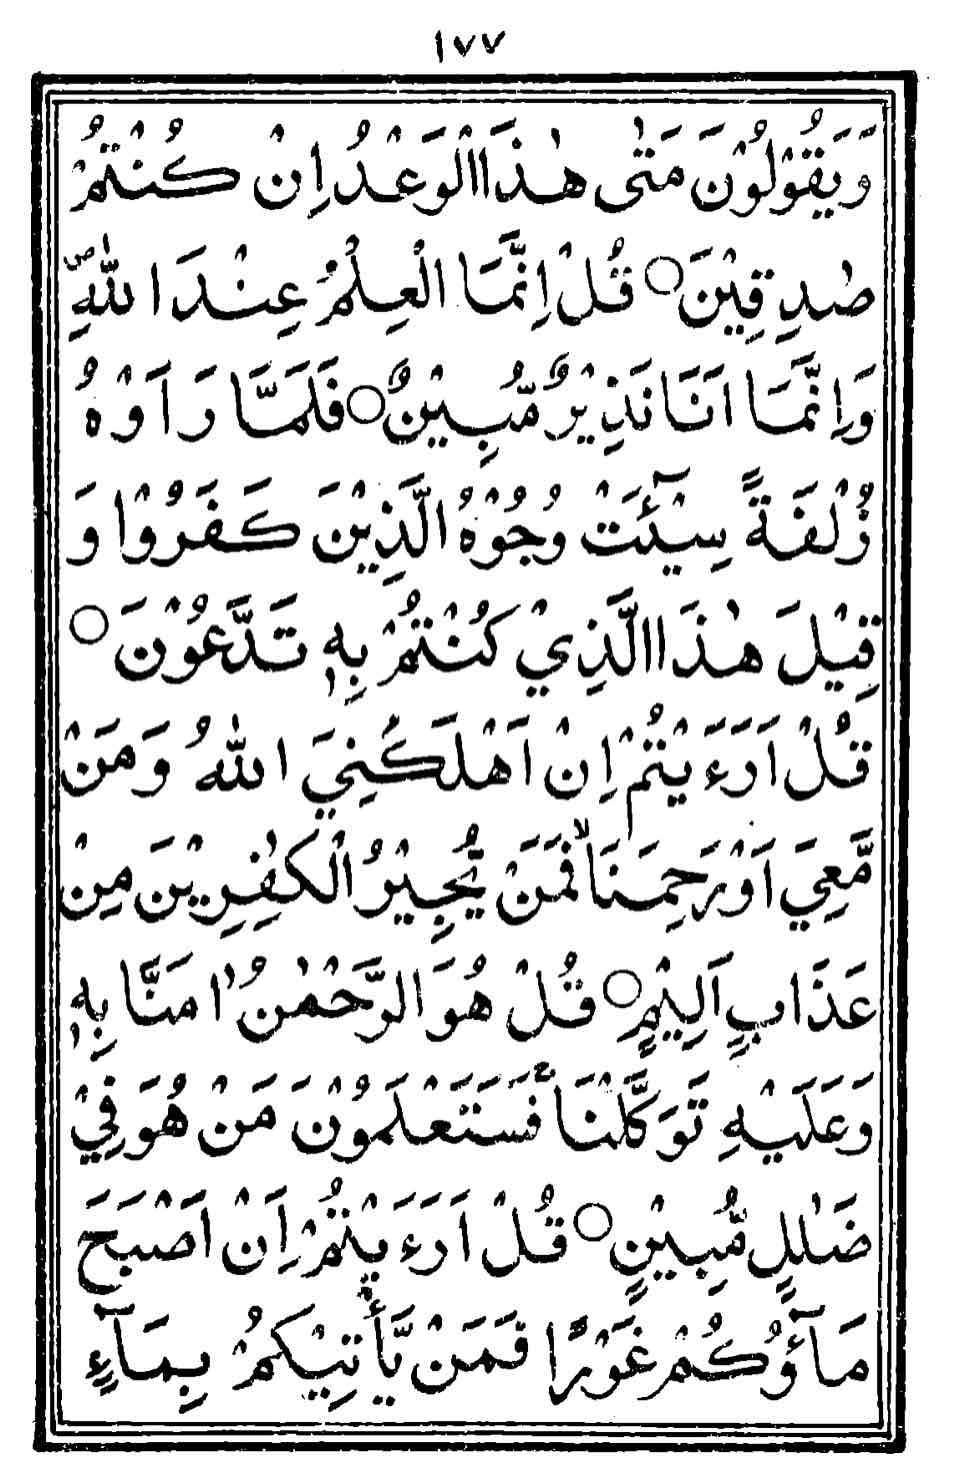 ١٧٧
وَيَقُوْلُوْنَ مَتٰى هٰذَا الْوَعْدُ اِنْ كُنْتُمْ
صٰدِقِيْنَ ○ قُلْ اِنَّمَا الْعِلْمُ عِنْدَ اللّٰهِ ۖ
وَاِنَّمَا اَنَا نَذِيْرٌ مُّبِيْنٌ ○ فَلَمَّا رَاَوْهُ
زُلْفَةً سِيْٓئَتْ وُجُوْهُ الَّذِيْنَ كَفَرُوْا وَ
قِيْلَ هٰذَا الَّذِيْ كُنْتُمْ بِهٖ تَدَّعُوْنَ ○
قُلْ اَرَءَيْتُمْ اِنْ اَهْلَكَنِيَ اللّٰهُ وَمَنْ
مَّعِيَ اَوْ رَحِمَنَا ۙ فَمَنْ يُّجِيْرُ الْكٰفِرِيْنَ مِنْ
عَذَابٍ اَلِيْمٍ ○ قُلْ هُوَ الرَّحْمٰنُ اٰمَنَّا بِهٖ
وَعَلَيْهِ تَوَكَّلْنَا ۚ فَسَتَعْلَمُوْنَ مَنْ هُوَ فِيْ
ضَلٰلٍ مُّبِيْنٍ ○ قُلْ اَرَءَيْتُمْ اِنْ اَصْبَحَ
مَآؤُكُمْ غَوْرًا فَمَنْ يَّأْتِيْكُمْ بِمَآءٍ